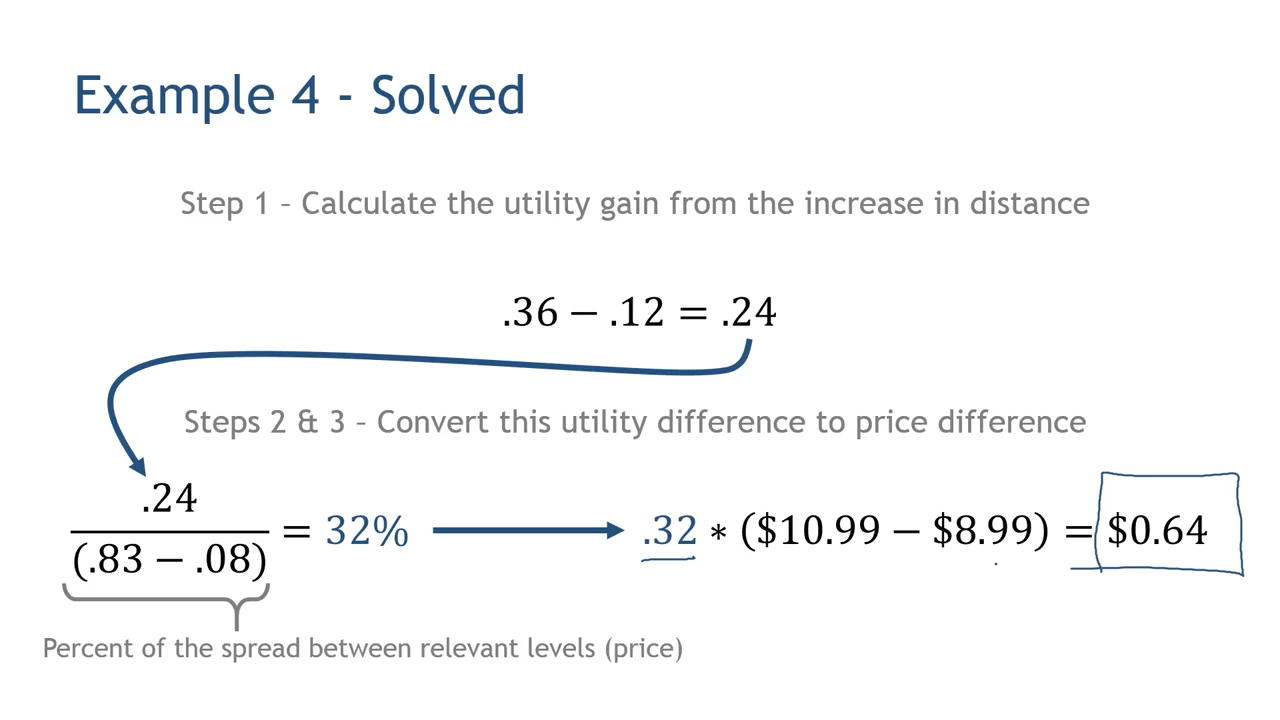 Example 4 - Solved
Step 1 – Calculate the utility gain from the increase in distance
.36 − .12 = .24
Steps 2 & 3 – Convert this utility difference to price difference
.24
(.83 − .08)
= 32%
.32 ∗ ($10.99 − $8.99) = $0.64
Percent of the spread between relevant levels (price)